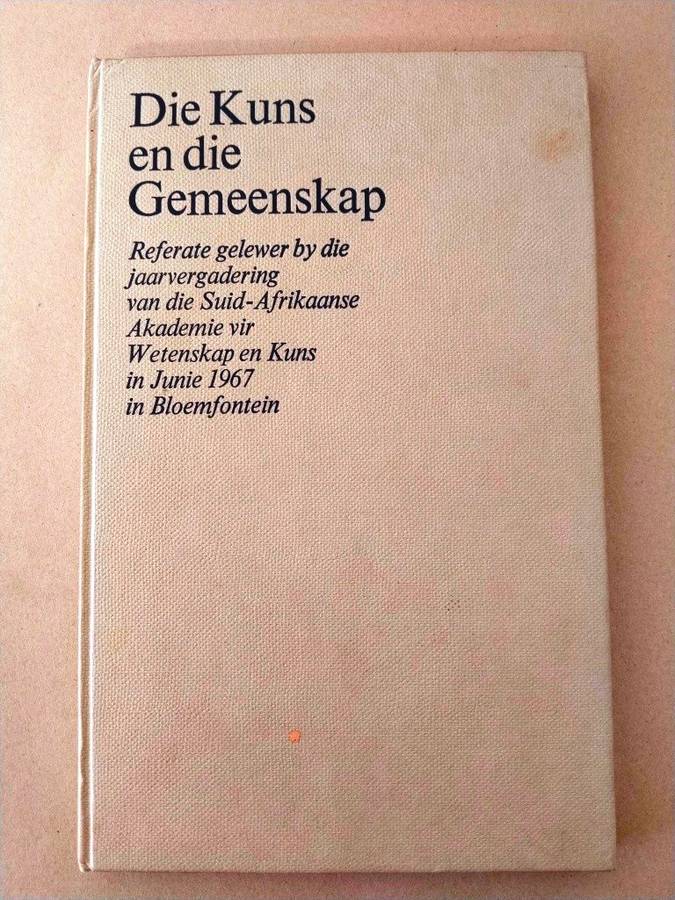 Die Kuns
en die
Gemeenskap
Referate gelewer by die
jaarvergadering
van die Suid-Afrikaanse
Akademie vir
Wetenskap en Kuns
in Junie 1967
in Bloemfontein